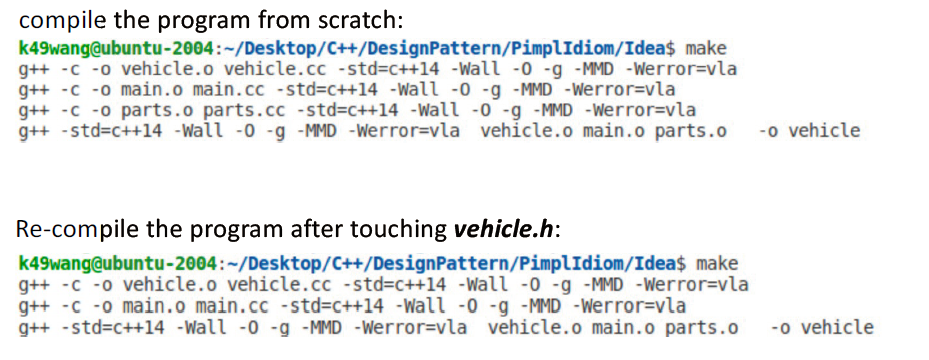 compile the program from scratch:
k49wang@ubuntu-2004:~/Desktop/C++/DesignPattern/PimplIdiom/Idea$ make
g++ -c -o vehicle.o vehicle.cc -std=c++14 -Wall -O -g -MMD -Werror=vla
g++ -c -o main.o main.cc -std=c++14 -Wall -O -g -MMD -Werror=vla
g++ -c -o parts.o parts.cc -std=c++14 -Wall -O -g -MMD -Werror=vla
g++ -std=c++14 -Wall -O -g -MMD -Werror=vla  vehicle.o main.o parts.o   -o vehicle
Re-compile the program after touching vehicle.h:
k49wang@ubuntu-2004:~/Desktop/C++/DesignPattern/PimplIdiom/Idea$ make
g++ -c -o vehicle.o vehicle.cc -std=c++14 -Wall -O -g -MMD -Werror=vla
g++ -c -o main.o main.cc -std=c++14 -Wall -O -g -MMD -Werror=vla
g++ -std=c++14 -Wall -O -g -MMD -Werror=vla  vehicle.o main.o parts.o   -o vehicle